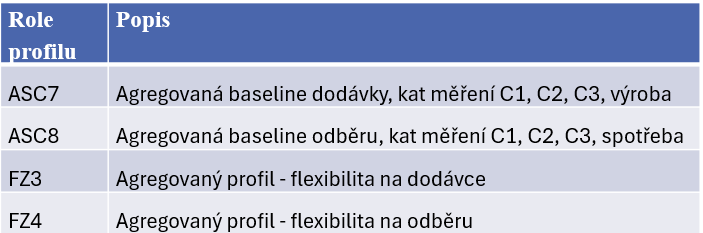 Role Popis
profilu
ASC7 Agregovaná baseline dodávky, kat měření C1, C2, C3, výroba
ASC8 Agregovaná baseline odběru, kat měření C1, C2, C3, spotřeba
FZ3 Agregovaný profil - flexibilita na dodávce
FZ4 Agregovaný profil - flexibilita na odběru